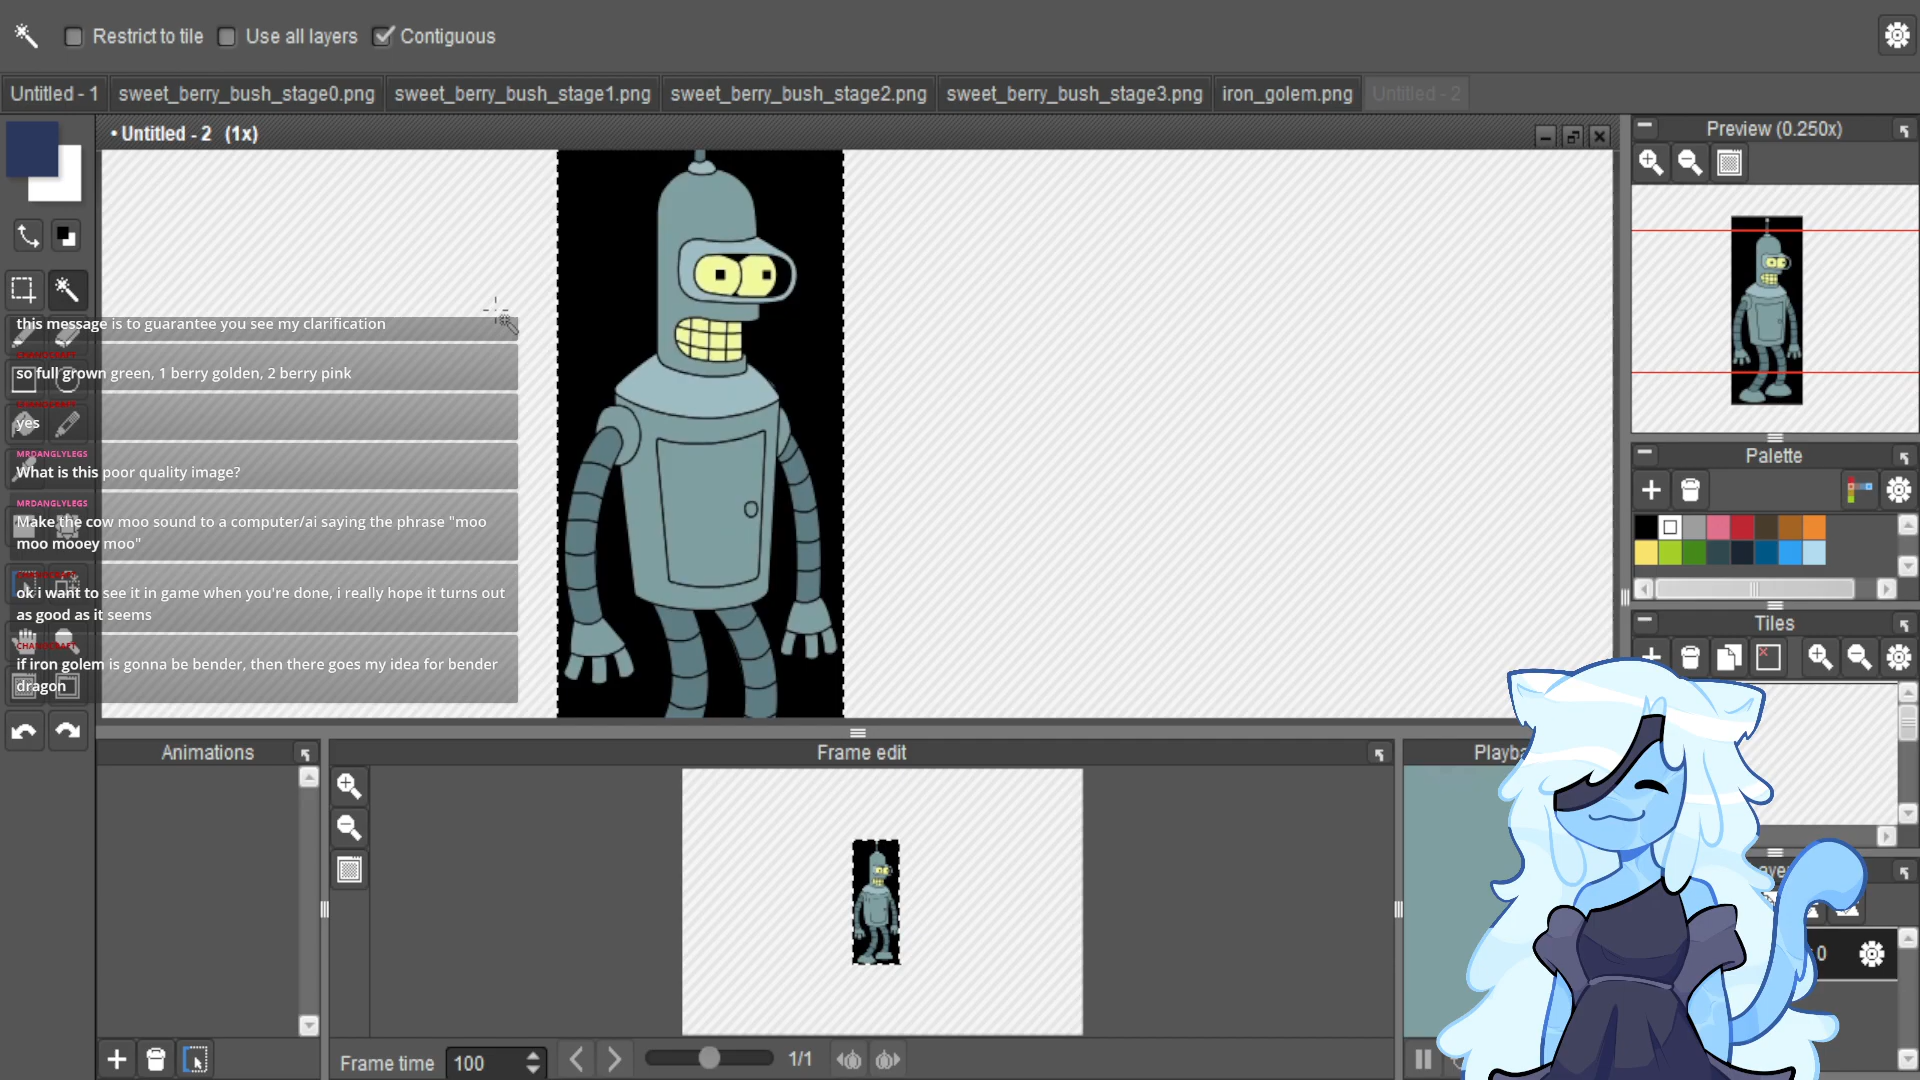 Restrict to tile Use all layers Contiguous
Untitled - 1 sweet_berry_bush_stage0.png sweet_berry_bush_stage1.png sweet_berry_bush_stage2.png sweet_berry_bush_stage3.png iron_golem.png Untitled - 2
• Untitled - 2 (1x)
Preview (0.250x)
this message is to guarantee you see my clarification
so full grown green, 1 berry golden, 2 berry pink
yes
MRDANGLYLEGS
What is this poor quality image?
MRDANGLYLEGS
Make the cow moo sound to a computer/ai saying the phrase "moo
moo mooey moo"
ok i want to see it in game when you're done, i really hope it turns out
as good as it seems
if iron golem is gonna be bender, then there goes my idea for bender
dragon
Palette
Tiles
Animations
Frame edit
Frame time 100
1/1
0